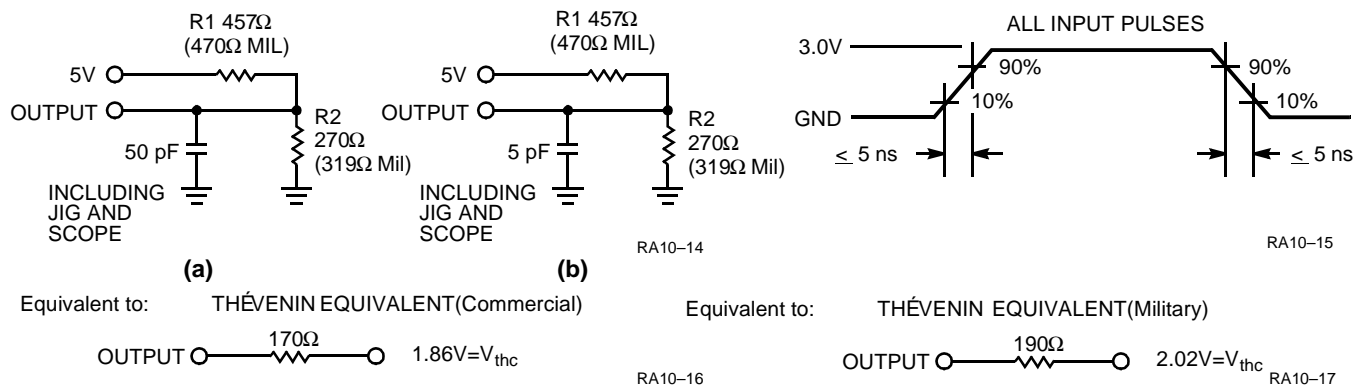 R1 457Ω
(470Ω MIL)
5V
OUTPUT
R2
270Ω
(319Ω Mil)
50 pF
INCLUDING
JIG AND
SCOPE
(a)
R1 457Ω
(470Ω MIL)
5V
OUTPUT
R2
270Ω
(319Ω Mil)
5 pF
INCLUDING
JIG AND
SCOPE
(b)
RA10–14
ALL INPUT PULSES
3.0V
90%
10%
GND
90%
10%
≤ 5 ns
≤ 5 ns
RA10–15
Equivalent to: THÉVENIN EQUIVALENT(Commercial)
170Ω
OUTPUT 1.86V=Vthc
RA10–16
Equivalent to: THÉVENIN EQUIVALENT(Military)
190Ω
OUTPUT 2.02V=Vthc
RA10–17